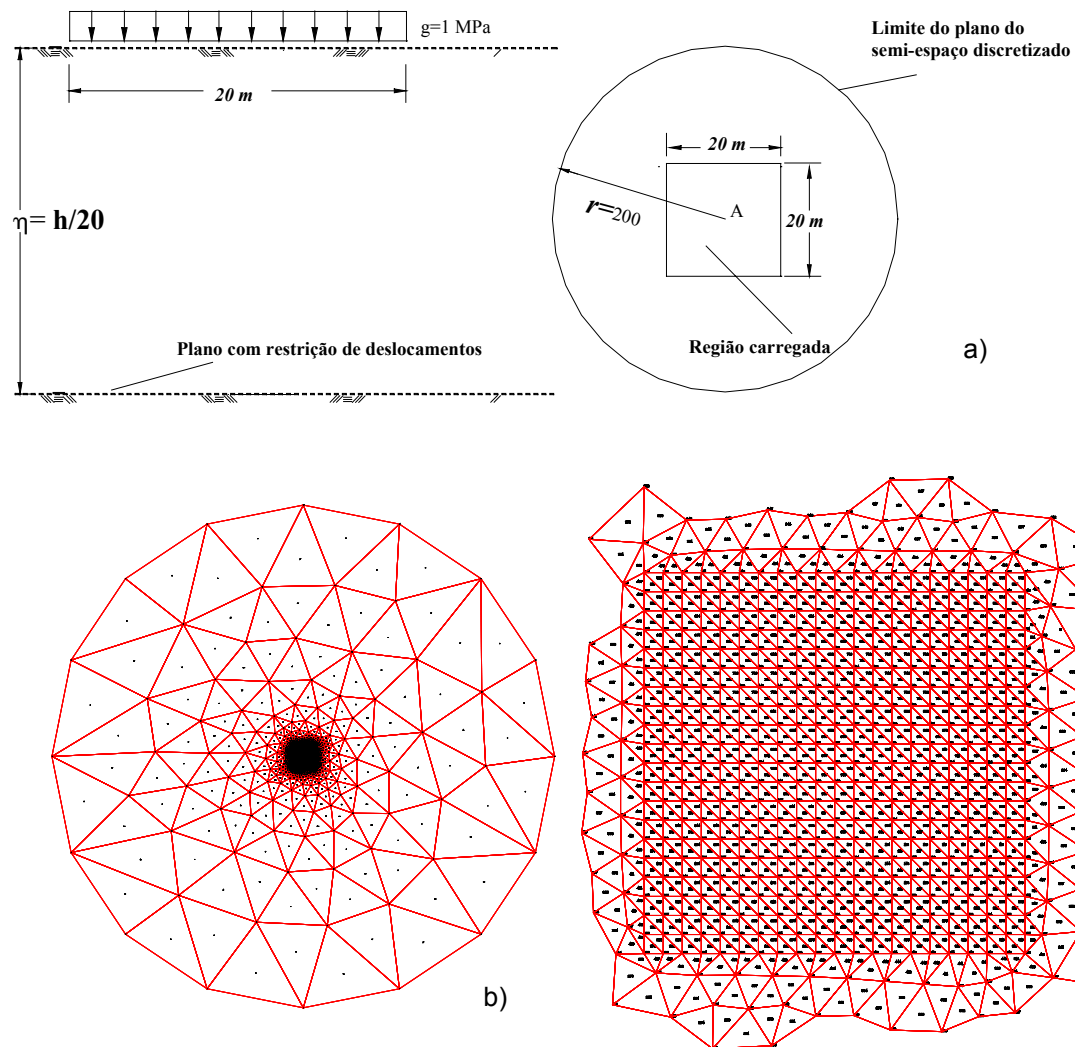 g=1 MPa
20 m
η= h/20
Plano com restrição de deslocamentos
Limite do plano do
semi-espaço discretizado
20 m
r=200
A
20 m
Região carregada
a)
b)